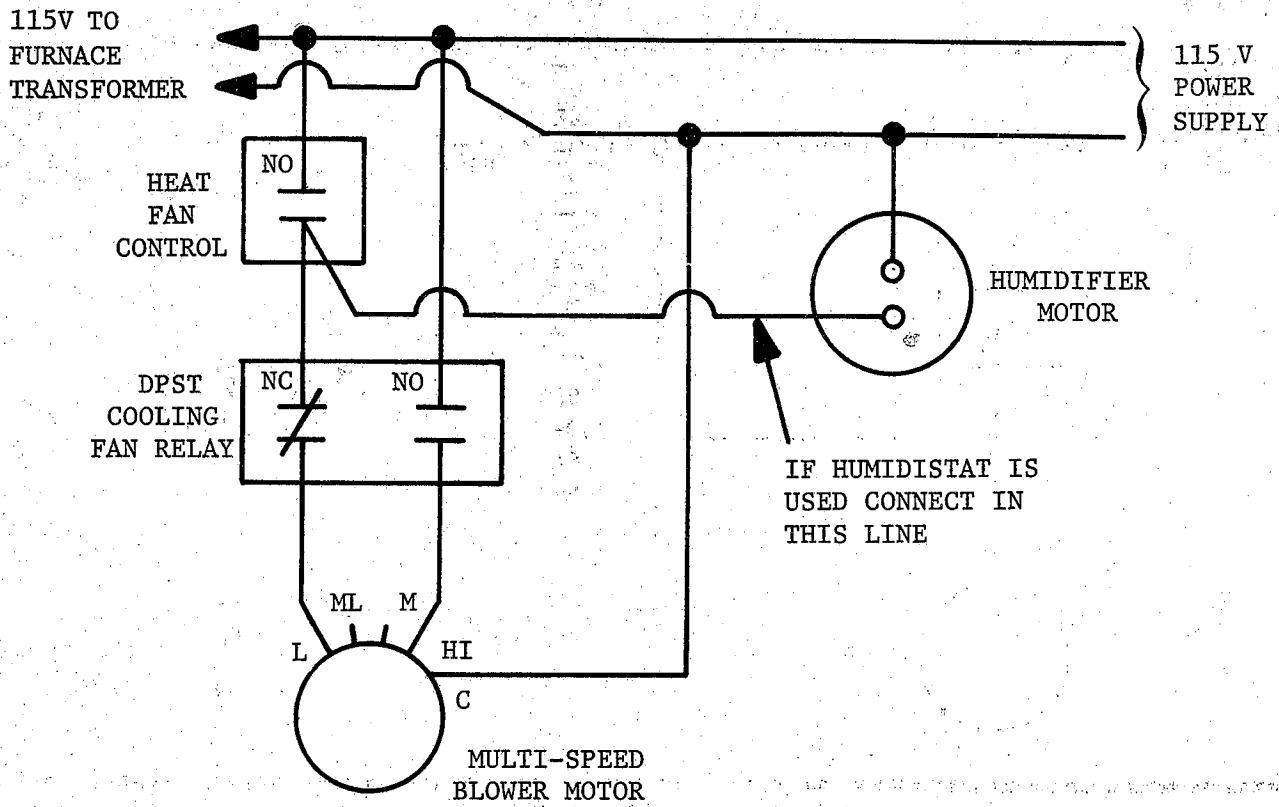 115V TO
FURNACE
TRANSFORMER
115 V
POWER
SUPPLY
NO
HEAT
FAN
CONTROL
HUMIDIFIER
MOTOR
NC
NO
DPST
COOLING
FAN RELAY
IF HUMIDISTAT IS
USED CONNECT IN
THIS LINE
ML
M
L
HI
C
MULTI-SPEED
BLOWER MOTOR